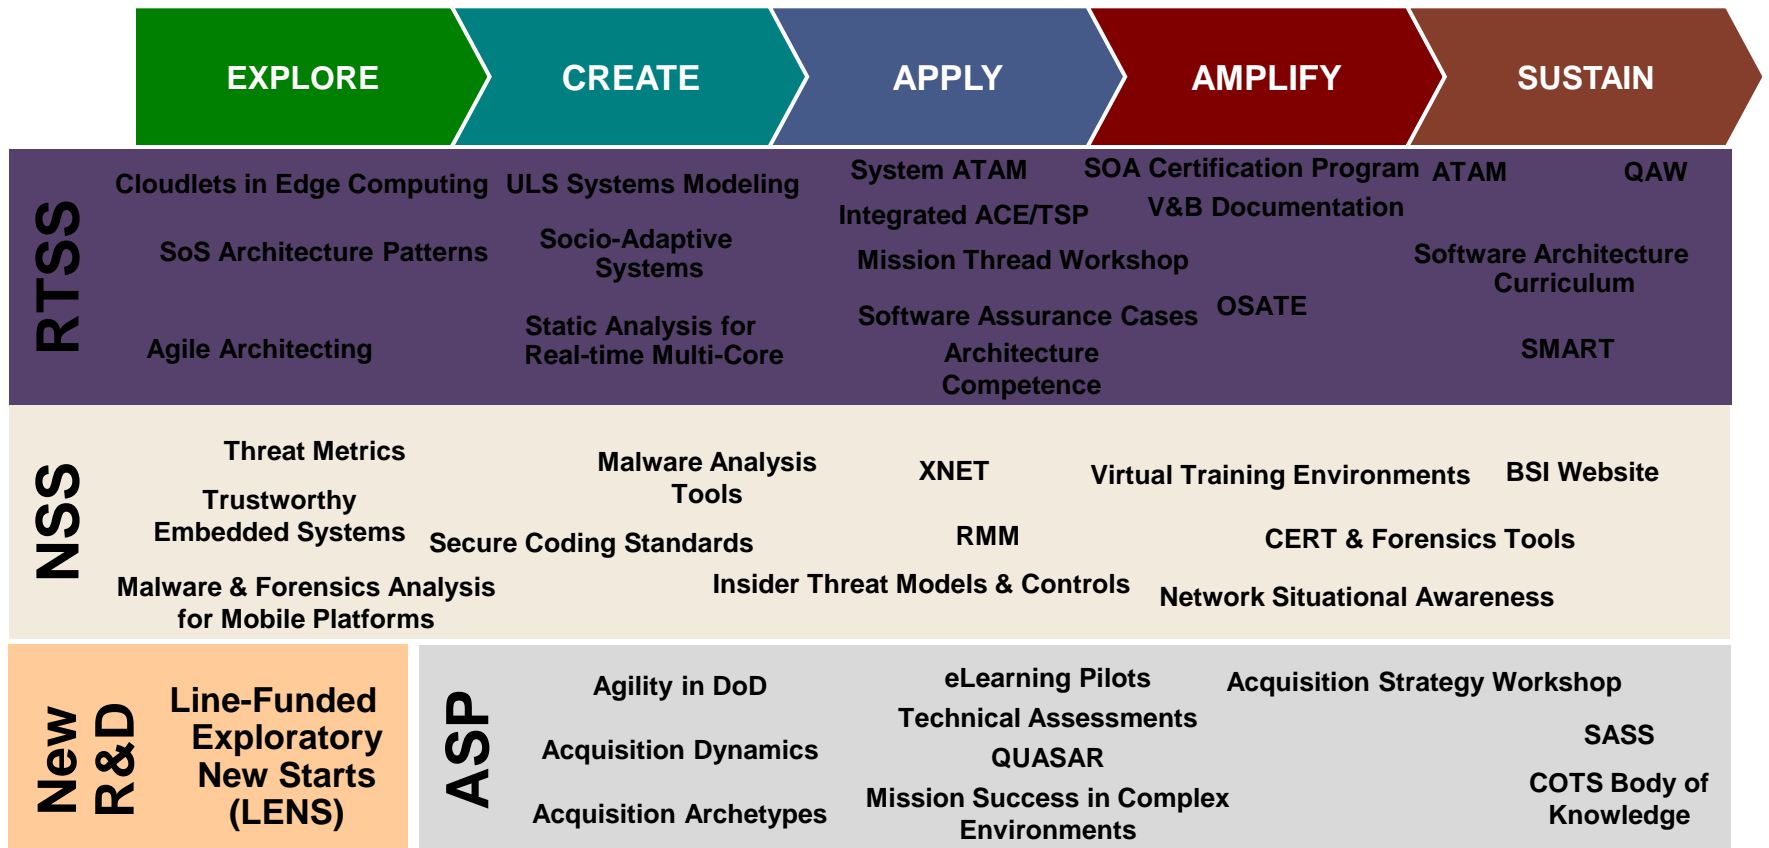 EXPLORE
CREATE
APPLY
AMPLIFY
SUSTAIN
RTSS
Cloudlets in Edge Computing
SoS Architecture Patterns
Agile Architecting
ULS Systems Modeling
Socio-Adaptive
Systems
Static Analysis for
Real-time Multi-Core
System ATAM
Integrated ACE/TSP
Mission Thread Workshop
Software Assurance Cases
Architecture
Competence
SOA Certification Program
V&B Documentation
OSATE
ATAM
QAW
Software Architecture
Curriculum
SMART
NSS
Threat Metrics
Trustworthy
Embedded Systems
Malware & Forensics Analysis
for Mobile Platforms
Malware Analysis
Tools
Secure Coding Standards
XNET
RMM
Insider Threat Models & Controls
Virtual Training Environments
BSI Website
CERT & Forensics Tools
Network Situational Awareness
New
R&D
Line-Funded
Exploratory
New Starts
(LENS)
ASP
Agility in DoD
Acquisition Dynamics
Acquisition Archetypes
eLearning Pilots
Technical Assessments
QUASAR
Mission Success in Complex
Environments
Acquisition Strategy Workshop
SASS
COTS Body of
Knowledge